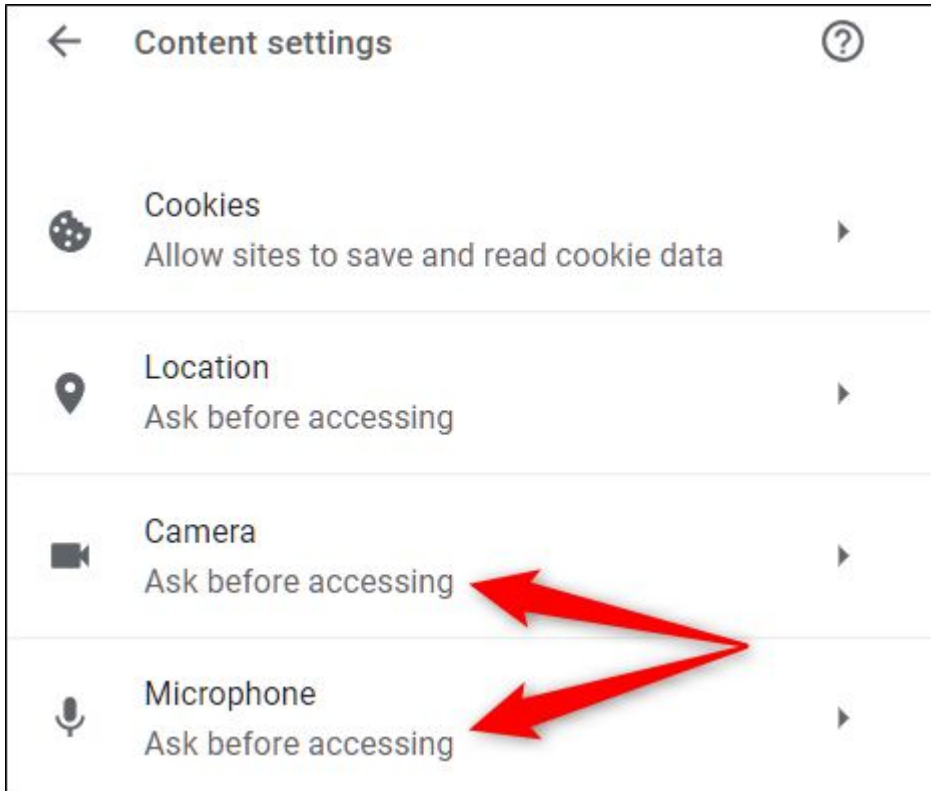 Content settings
Cookies
Allow sites to save and read cookie data
Location
Ask before accessing
Camera
Ask before accessing
Microphone
Ask before accessing